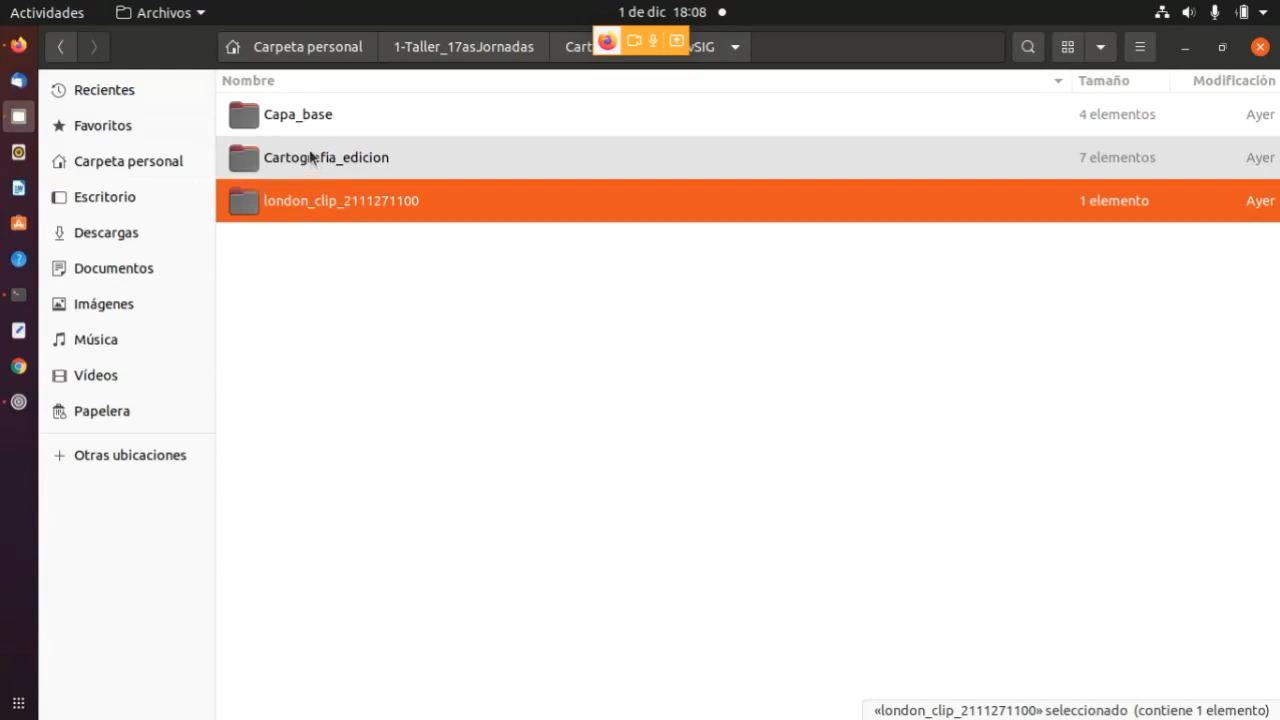 Actividades Archivos 1 de dic 18:08
Carpeta personal 1-Taller_17asJornadas Cart vSIG
Nombre Tamaño Modificación
Recientes
Favoritos
Carpeta personal
Escritorio
Descargas
Documentos
Imágenes
Música
Vídeos
Papelera
Otras ubicaciones
Capa_base 4 elementos Ayer
Cartografia_edicion 7 elementos Ayer
london_clip_2111271100 1 elemento Ayer
«london_clip_2111271100» seleccionado (contiene 1 elemento)